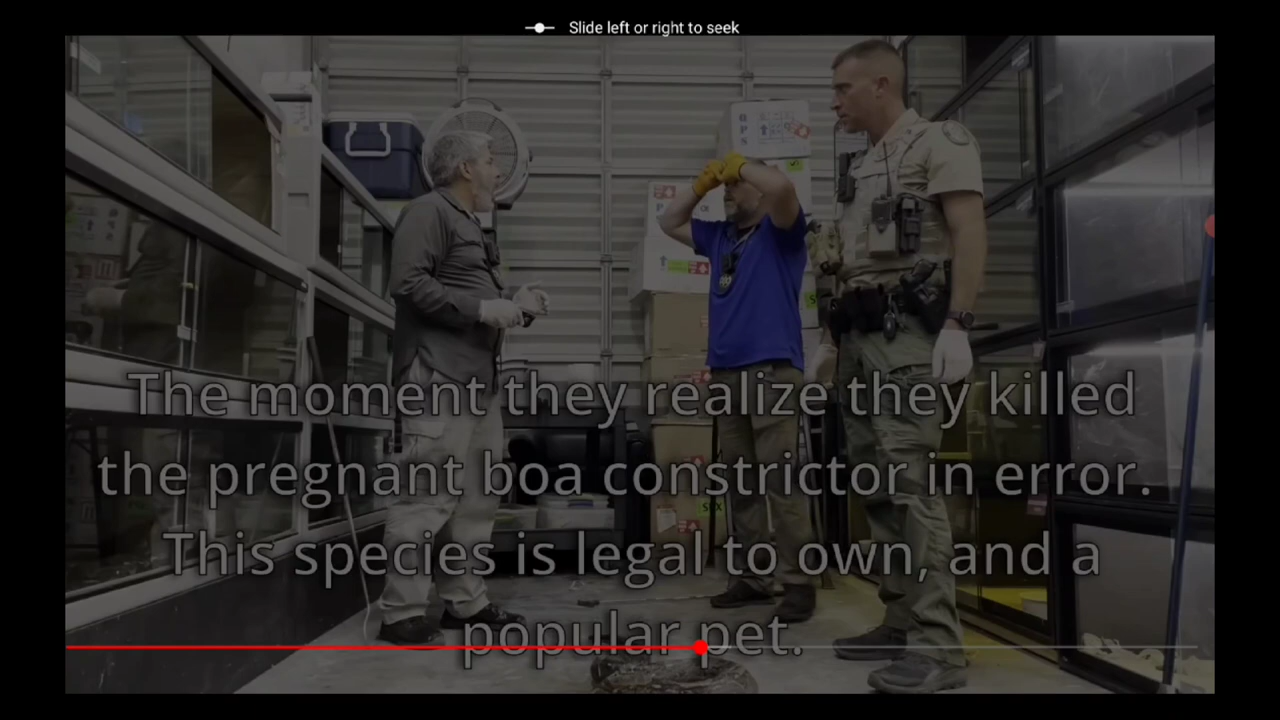 Slide left or right to seek
The moment they realize they killed
the pregnant boa constrictor in error.
This species is legal to own, and a
popular pet.